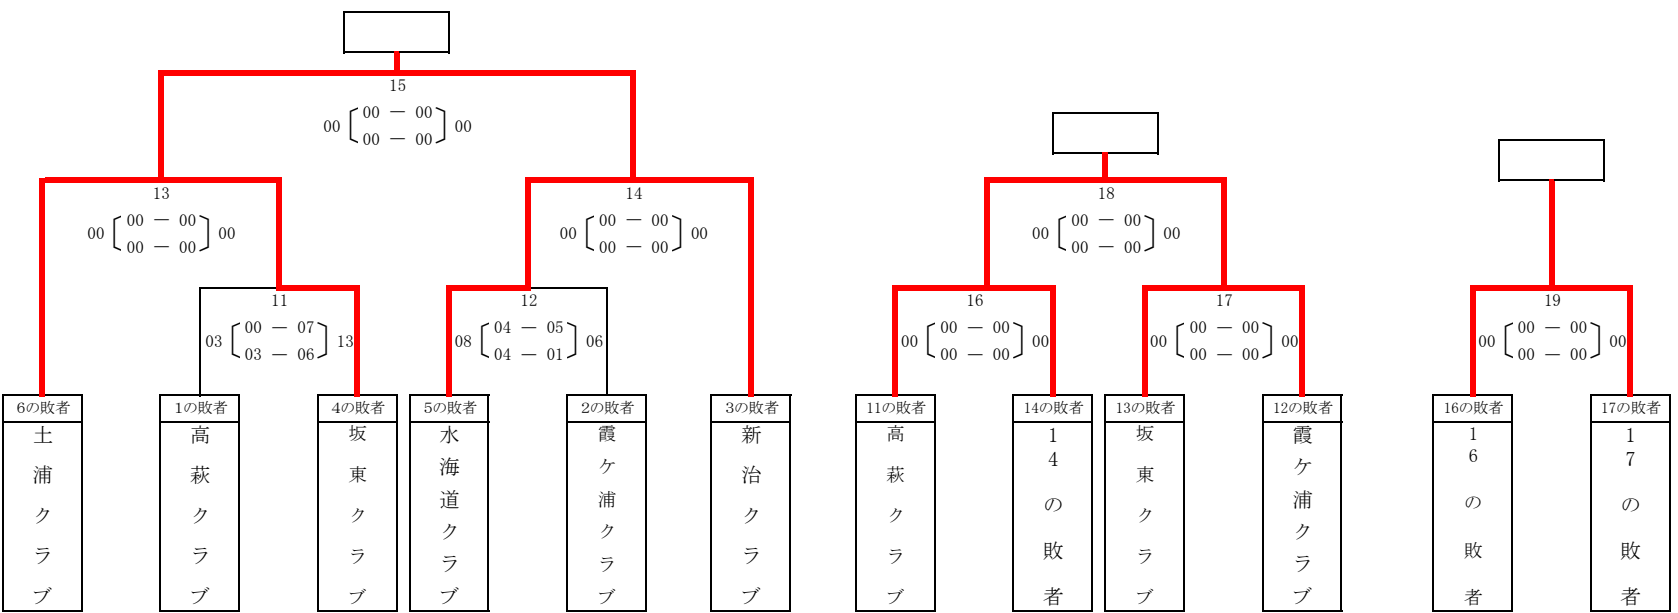 15
00 00 － 00 00
00 － 00
13
00 00 － 00 00
00 － 00
14
00 00 － 00 00
00 － 00
18
00 00 － 00 00
00 － 00
11
03 00 － 07 13
03 － 06
12
08 04 － 05 06
04 － 01
16
00 00 － 00 00
00 － 00
17
00 00 － 00 00
00 － 00
19
00 00 － 00 00
00 － 00
6の敗者
土浦クラブ
1の敗者
高萩クラブ
4の敗者
坂東クラブ
5の敗者
水海道クラブ
2の敗者
霞ケ浦クラブ
3の敗者
新治クラブ
11の敗者
高萩クラブ
14の敗者
14の敗者
13の敗者
坂東クラブ
12の敗者
霞ケ浦クラブ
16の敗者
16の敗者
17の敗者
17の敗者